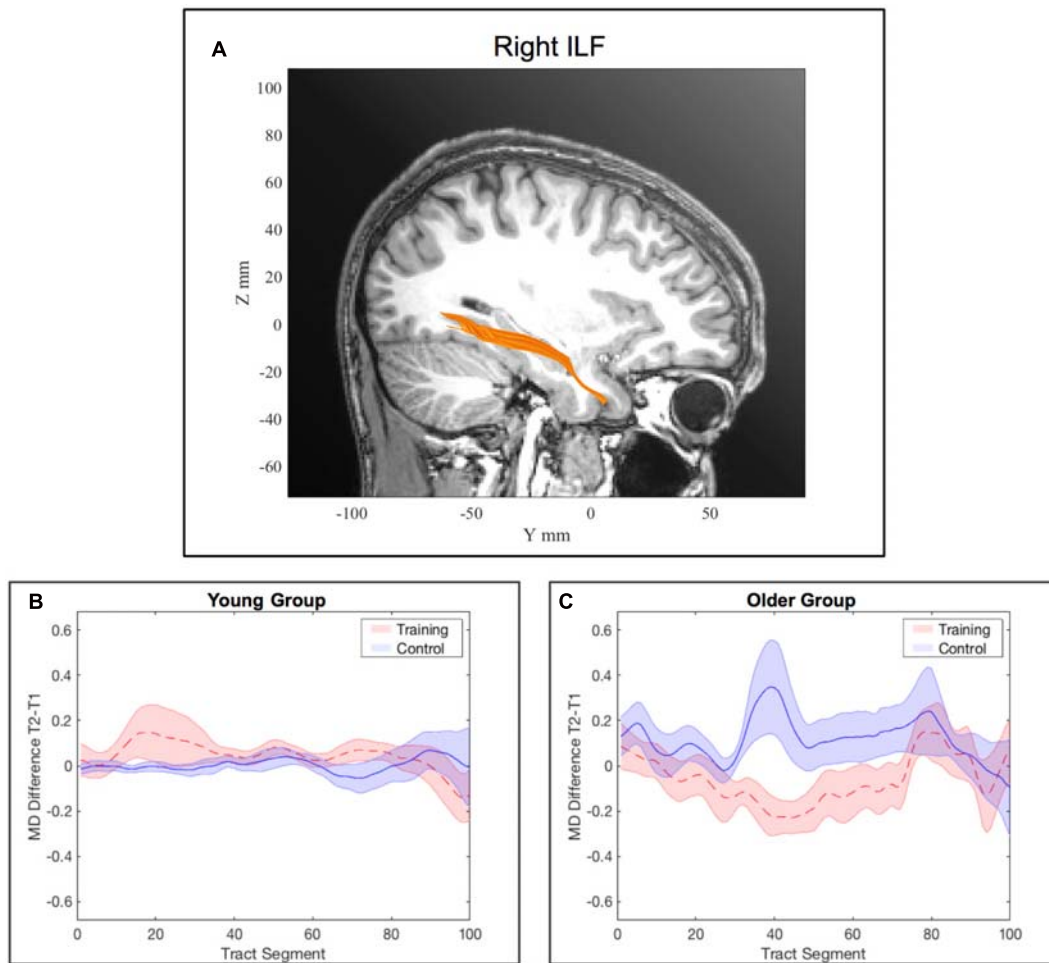 A
Right ILF
100
80
60
40
20
0
-20
-40
-60
Z mm
-100
-50
0
50
Y mm
B
Young Group
Training
Control
0.6
0.4
0.2
0
-0.2
-0.4
-0.6
MD Difference T2-T1
0
20
40
60
80
100
Tract Segment
C
Older Group
Training
Control
0.6
0.4
0.2
0
-0.2
-0.4
-0.6
MD Difference T2-T1
0
20
40
60
80
100
Tract Segment